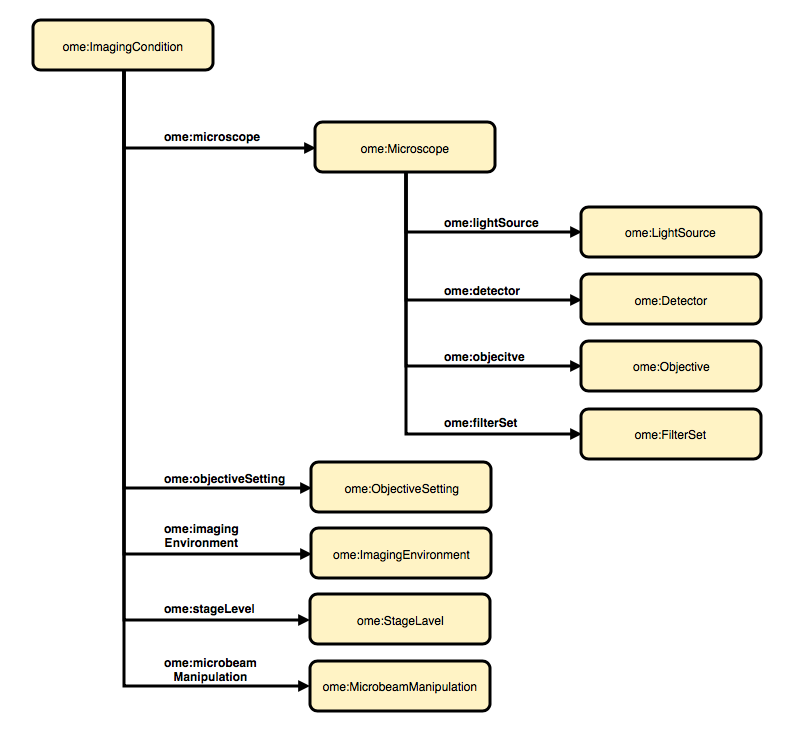 ome:ImagingCondition
ome:microscope
ome:Microscope
ome:lightSource
ome:LightSource
ome:detector
ome:Detector
ome:objecitve
ome:Objective
ome:filterSet
ome:FilterSet
ome:objectiveSetting
ome:ObjectiveSetting
ome:imaging
Environment
ome:ImagingEnvironment
ome:stageLevel
ome:StageLavel
ome:microbeam
Manipulation
ome:MicrobeamManipulation